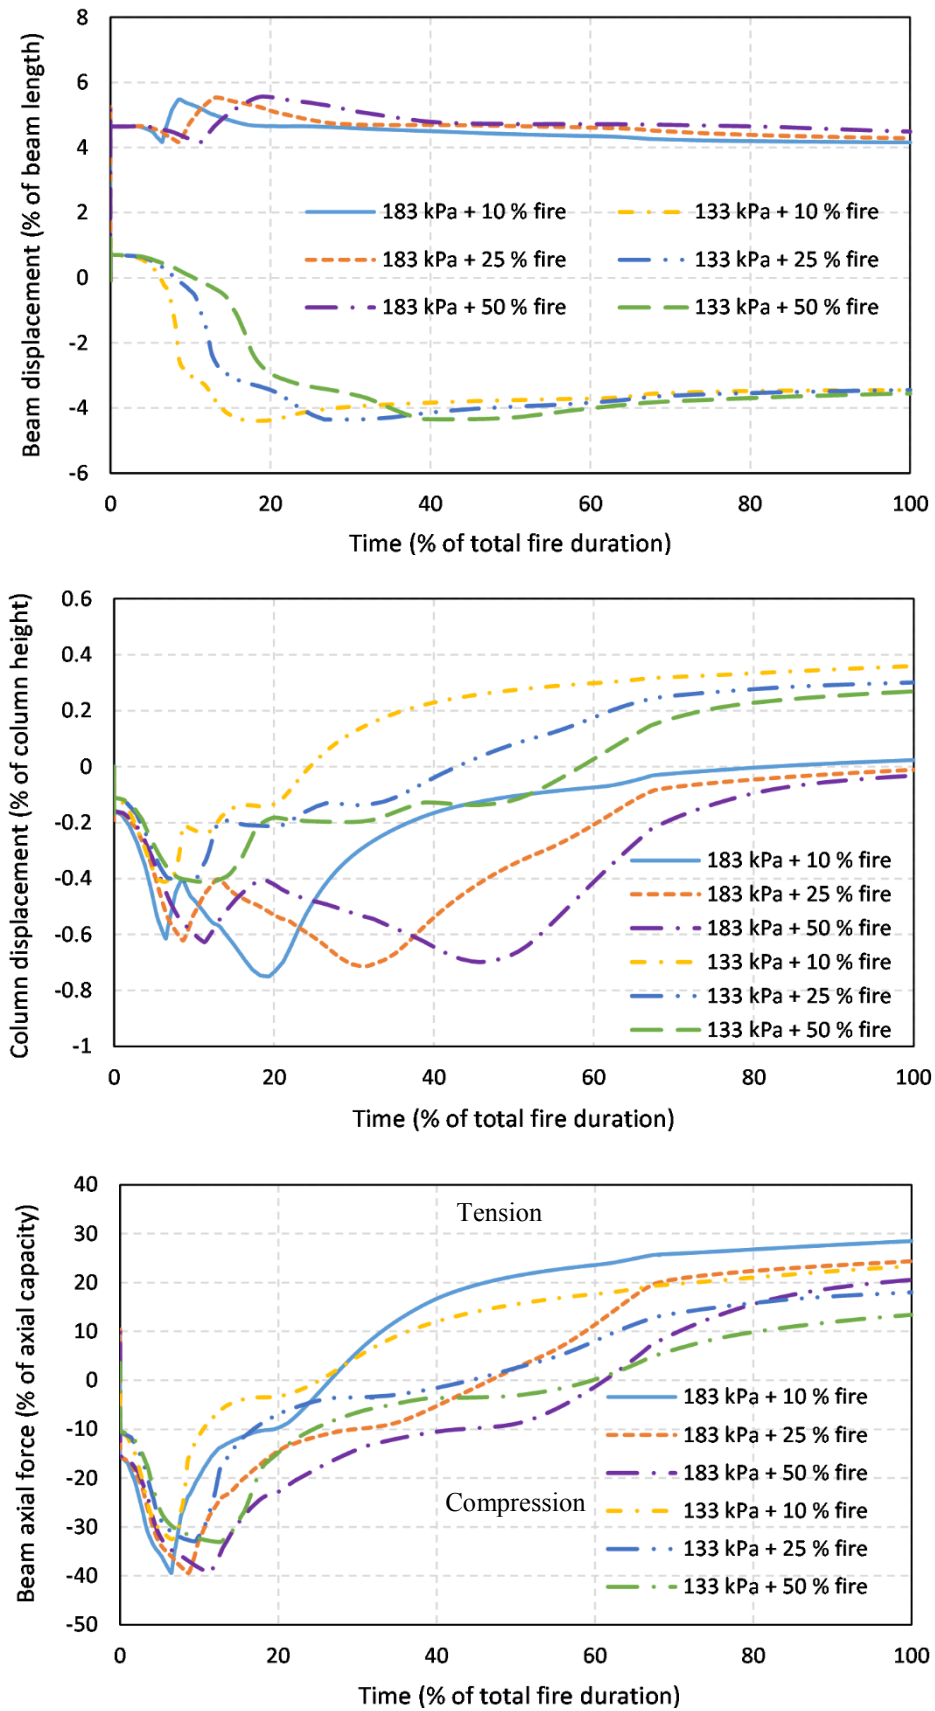 Beam displacement (% of beam length)
8
6
4
2
0
-2
-4
-6
183 kPa + 10 % fire
133 kPa + 10 % fire
183 kPa + 25 % fire
133 kPa + 25 % fire
183 kPa + 50 % fire
133 kPa + 50 % fire
0 20 40 60 80 100
Time (% of total fire duration)
Column displacement (% of column height)
0.6
0.4
0.2
0
-0.2
-0.4
-0.6
-0.8
-1
183 kPa + 10 % fire
183 kPa + 25 % fire
183 kPa + 50 % fire
133 kPa + 10 % fire
133 kPa + 25 % fire
133 kPa + 50 % fire
0 20 40 60 80 100
Time (% of total fire duration)
Beam axial force (% of axial capacity)
40
30
20
10
0
-10
-20
-30
-40
-50
Tension
Compression
183 kPa + 10 % fire
183 kPa + 25 % fire
183 kPa + 50 % fire
133 kPa + 10 % fire
133 kPa + 25 % fire
133 kPa + 50 % fire
0 20 40 60 80 100
Time (% of total fire duration)